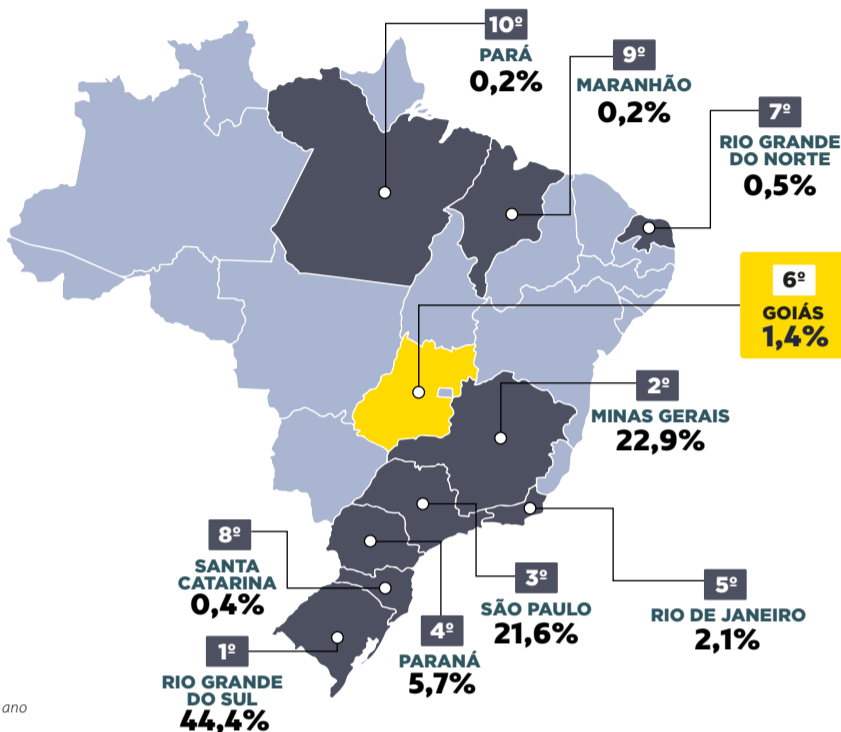 10º
PARÁ
0,2%
9º
MARANHÃO
0,2%
7º
RIO GRANDE
DO NORTE
0,5%
6º
GOIÁS
1,4%
2º
MINAS GERAIS
22,9%
8º
SANTA
CATARINA
0,4%
3º
SÃO PAULO
21,6%
5º
RIO DE JANEIRO
2,1%
4º
PARANÁ
5,7%
1º
RIO GRANDE
DO SUL
44,4%
ano